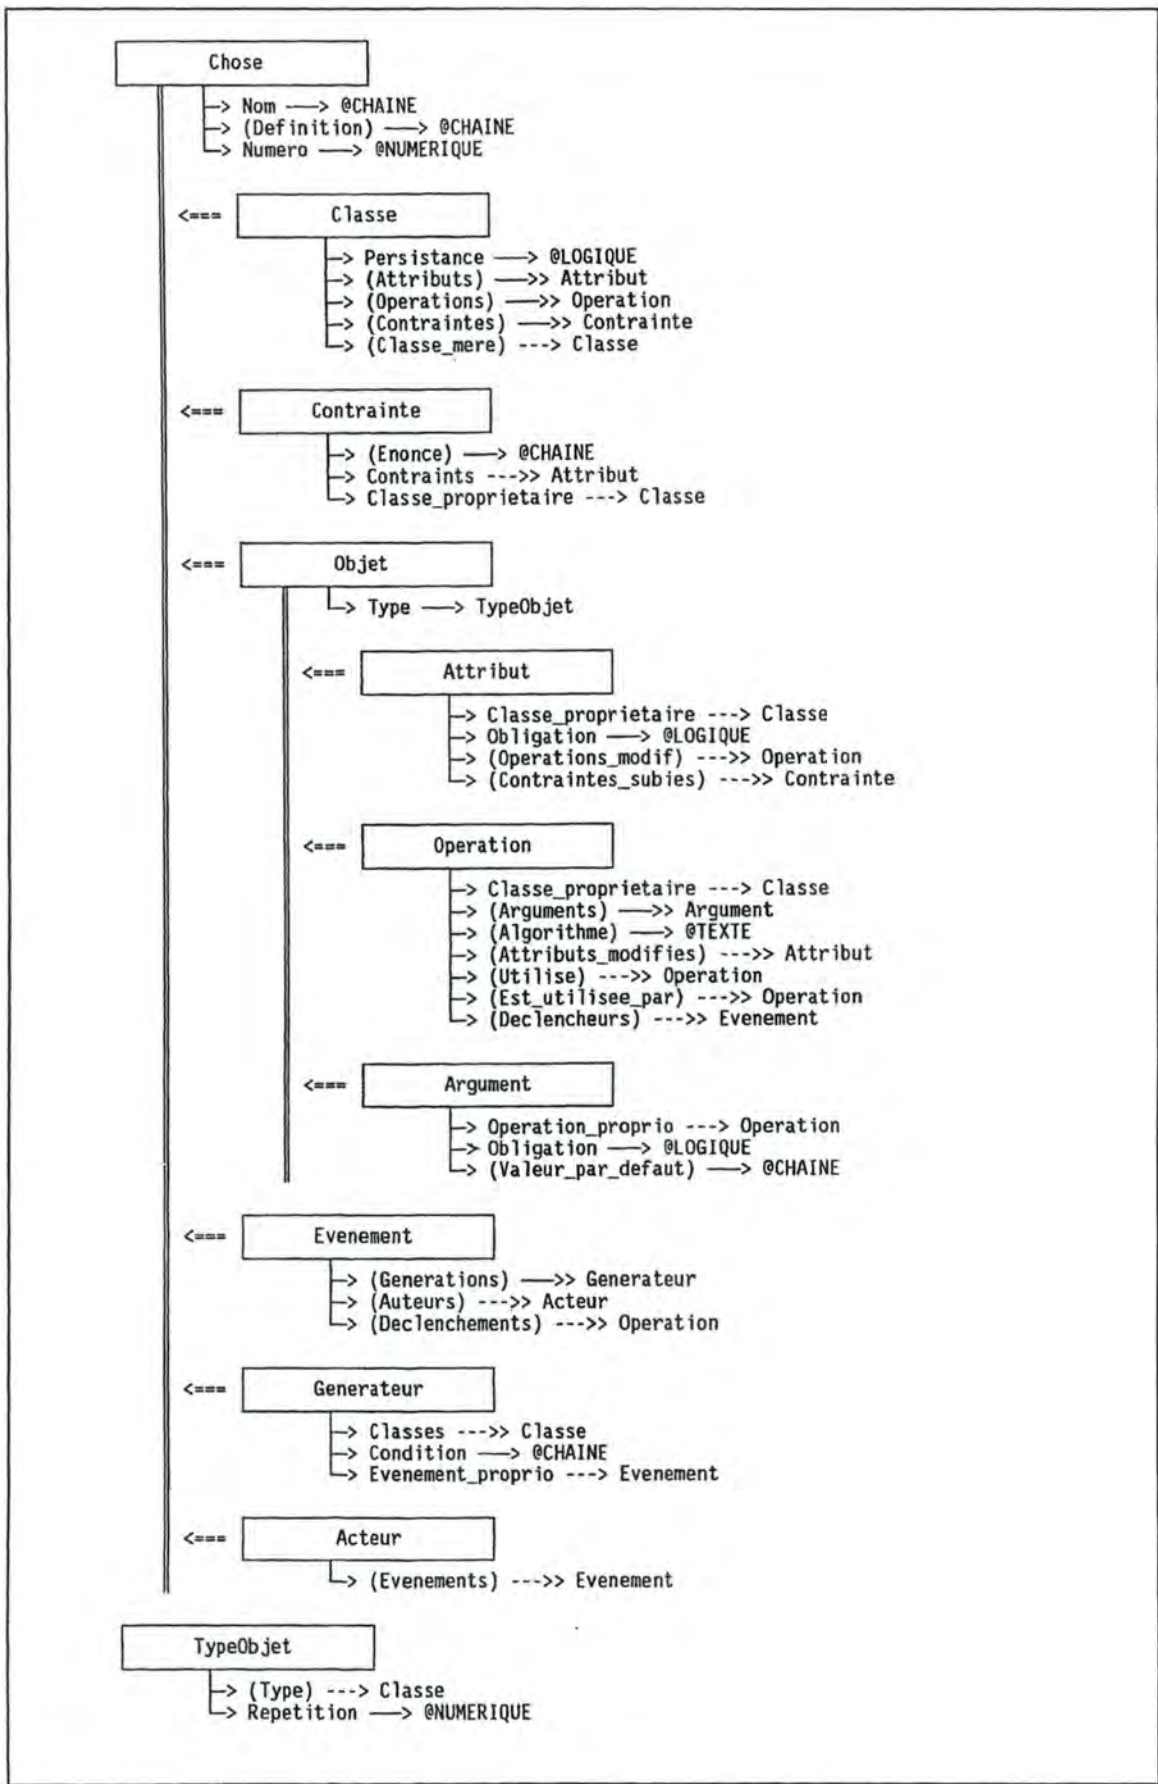 Chose
-> Nom ---> @CHAINE
-> (Definition) ---> @CHAINE
-> Numero ---> @NUMERIQUE
<=== Classe
-> Persistance ---> @LOGIQUE
-> (Attributs) --->> Attribut
-> (Operations) --->> Operation
-> (Contraintes) --->> Contrainte
-> (Classe_mere) ---> Classe
<=== Contrainte
-> (Enonce) ---> @CHAINE
-> Contraints --->> Attribut
-> Classe_proprietaire ---> Classe
<=== Objet
-> Type ---> TypeObjet
<=== Attribut
-> Classe_proprietaire ---> Classe
-> Obligation ---> @LOGIQUE
-> (Operations_modif) --->> Operation
-> (Contraintes_subies) --->> Contrainte
<=== Operation
-> Classe_proprietaire ---> Classe
-> (Arguments) --->> Argument
-> (Algorithme) ---> @TEXTE
-> (Attributs_modifies) --->> Attribut
-> (Utilise) --->> Operation
-> (Est_utilisee_par) --->> Operation
-> (Declencheurs) --->> Evenement
<=== Argument
-> Operation_proprio ---> Operation
-> Obligation ---> @LOGIQUE
-> (Valeur_par_defaut) ---> @CHAINE
<=== Evenement
-> (Generations) --->> Generateur
-> (Auteurs) --->> Acteur
-> (Declenchements) --->> Operation
<=== Generateur
-> Classes --->> Classe
-> Condition ---> @CHAINE
-> Evenement_proprio ---> Evenement
<=== Acteur
-> (Evenements) --->> Evenement
TypeObjet
-> (Type) ---> Classe
-> Repetition ---> @NUMERIQUE